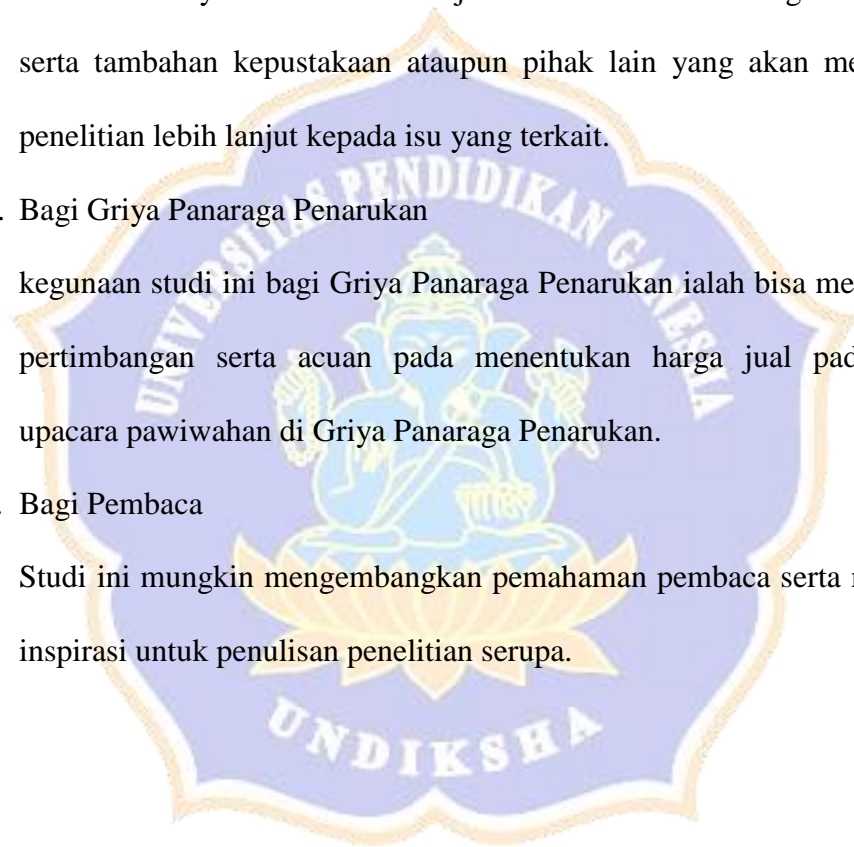 serta tambahan kepustakaan ataupun pihak lain yang akan me
penelitian lebih lanjut kepada isu yang terkait.
. Bagi Griya Panaraga Penarukan
kegunaan studi ini bagi Griya Panaraga Penarukan ialah bisa me
pertimbangan serta acuan pada menentukan harga jual pad
upacara pawiwahan di Griya Panaraga Penarukan.
. Bagi Pembaca
Studi ini mungkin mengembangkan pemahaman pembaca serta
inspirasi untuk penulisan penelitian serupa.
UNIVERSITAS PENDIDIKAN GANESHA
UNDIKSHA